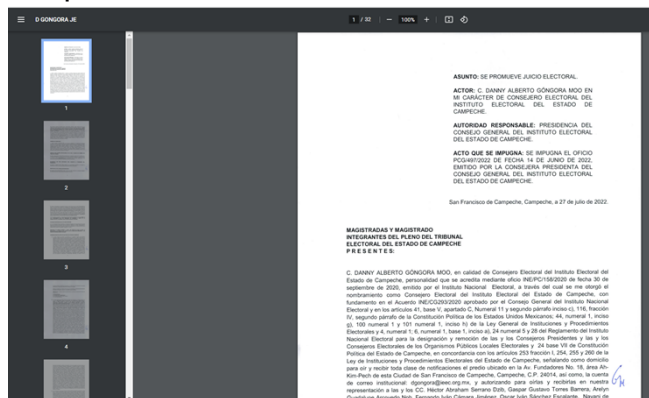 D GONGORA JE
1 / 32
100%
1
2
3
4
ASUNTO: SE PROMUEVE JUICIO ELECTORAL.
ACTOR: C. DANNY ALBERTO GÓNGORA MOO EN
MI CARÁCTER DE CONSEJERO ELECTORAL DEL
INSTITUTO ELECTORAL DEL ESTADO DE
CAMPECHE.
AUTORIDAD RESPONSABLE: PRESIDENCIA DEL
CONSEJO GENERAL DEL INSTITUTO ELECTORAL
DEL ESTADO DE CAMPECHE.
ACTO QUE SE IMPUGNA: SE IMPUGNA EL OFICIO
PCG/497/2022 DE FECHA 14 DE JUNIO DE 2022,
EMITIDO POR LA CONSEJERA PRESIDENTA DEL
CONSEJO GENERAL DEL INSTITUTO ELECTORAL
DEL ESTADO DE CAMPECHE.
San Francisco de Campeche, Campeche, a 27 de julio de 2022.
MAGISTRADAS Y MAGISTRADO
INTEGRANTES DEL PLENO DEL TRIBUNAL
ELECTORAL DEL ESTADO DE CAMPECHE
P R E S E N T E S:
C. DANNY ALBERTO GÓNGORA MOO, en calidad de Consejero Electoral del Instituto Electoral del
Estado de Campeche, personalidad que se acredita mediante oficio INE/PC/156/2020 de fecha 30 de
septiembre de 2020, emitido por el Instituto Nacional Electoral, a través del cual se me otorgó el
nombramiento como Consejero Electoral del Instituto Electoral del Estado de Campeche, con
fundamento en el Acuerdo INE/CG293/2020 aprobado por el Consejo General del Instituto Nacional
Electoral y en los artículos 41, base V, apartado C, Numeral 11 y segundo párrafo inciso c), 116, fracción
IV, segundo párrafo de la Constitución Política de los Estados Unidos Mexicanos; 44, numeral 1, inciso
g), 100 numeral 1 y 101 numeral 1, inciso h) de la Ley General de Instituciones y Procedimientos
Electorales y 4, numeral 1, 6, numeral 1, base 1, inciso a), 24 numeral 5 y 28 del Reglamento del Instituto
Nacional Electoral para la designación y remoción de las y los Consejeros Presidentes y las y los
Consejeros Electorales de los Organismos Públicos Locales Electorales y 24 base VII de Constitución
Política del Estado de Campeche, en concordancia con los artículos 253 fracción I, 254, 255 y 260 de la
Ley de Instituciones y Procedimientos Electorales del Estado de Campeche, señalando como domicilio
para oír y recibir toda clase de notificaciones el predio ubicado en la Av. Fundadores No. 18, área Ah-
Kim-Pech de esta Ciudad de San Francisco de Campeche, Campeche, C.P. 24014, así como, la cuenta
de correo institucional: dgongora@ieec.org.mx, y autorizando para oírlas y recibirlas en nuestra
representación a las y los CC. Héctor Abraham Serrano Dzib, Gaspar Gustavo Torres Barrera, Arelyn